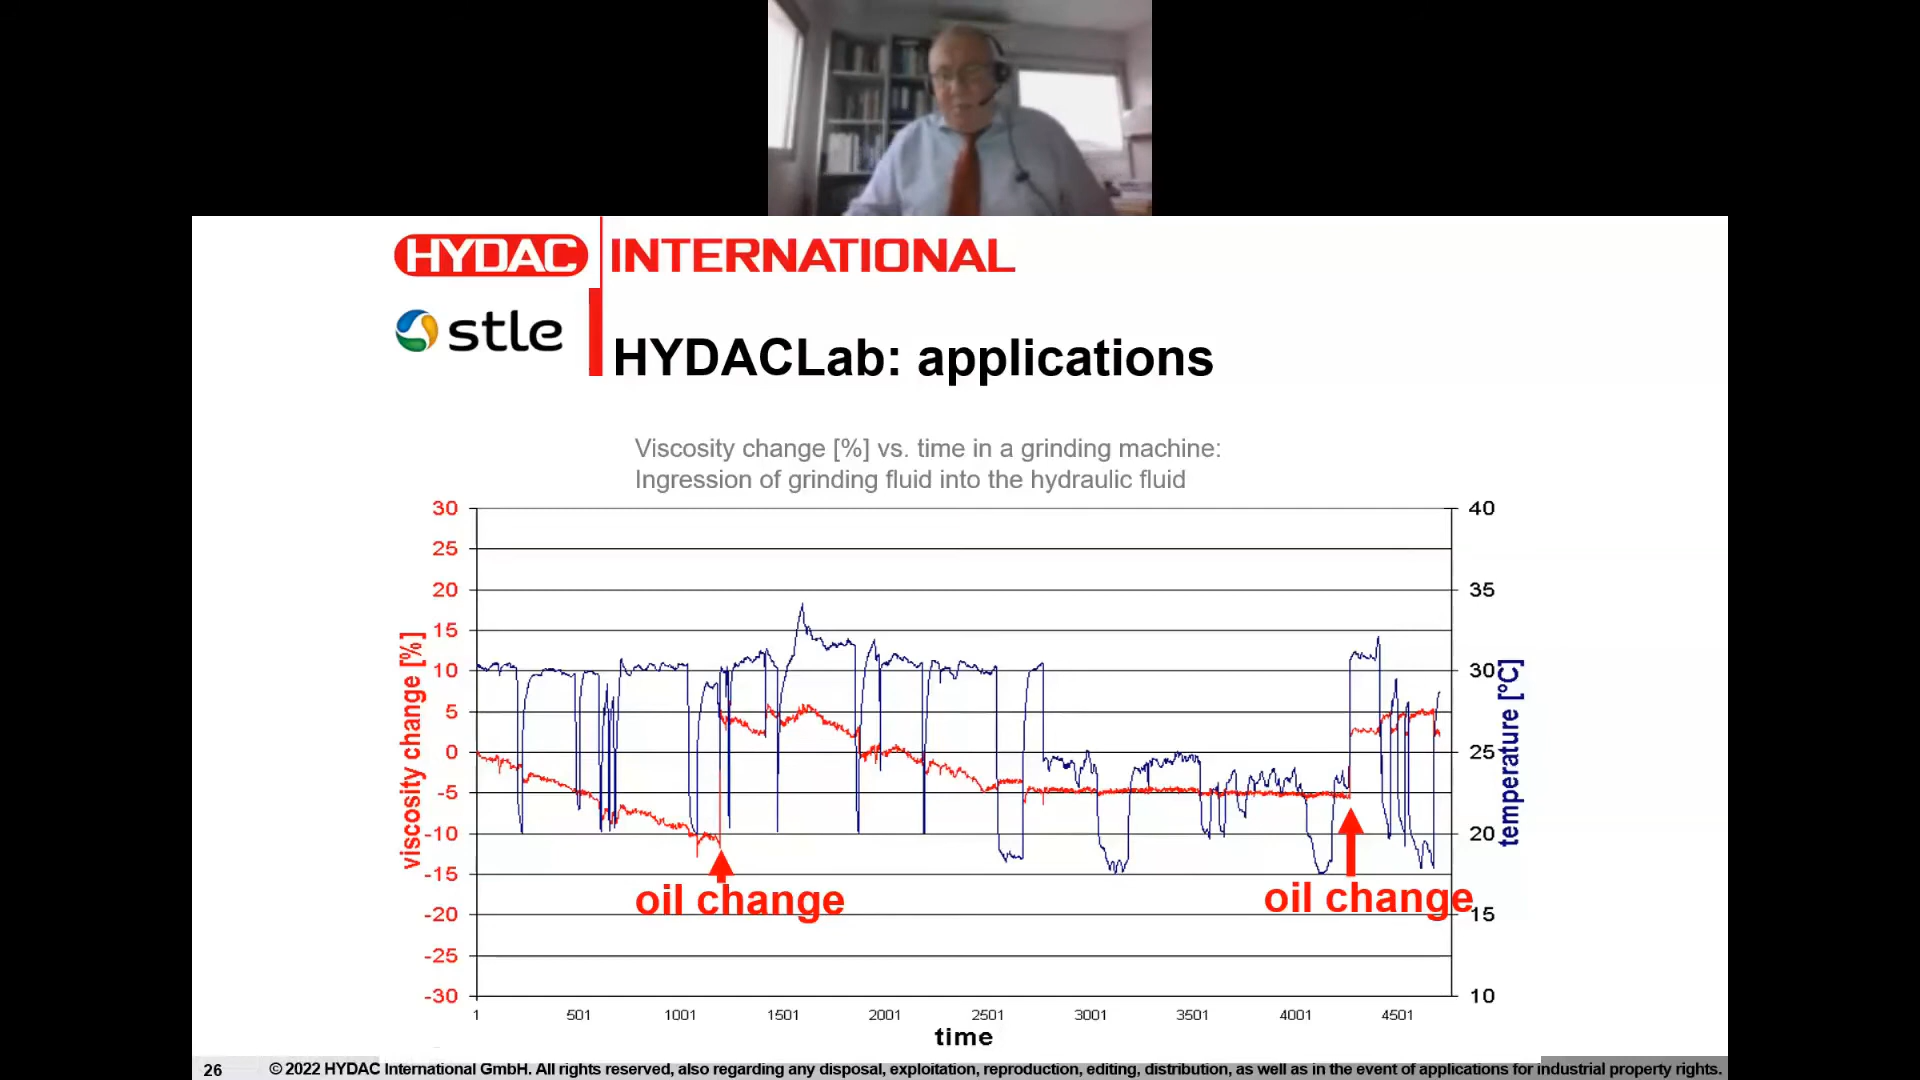 HYDAC INTERNATIONAL
stle
HYDACLab: applications
Viscosity change [%] vs. time in a grinding machine:
Ingression of grinding fluid into the hydraulic fluid
30
25
20
15
10
5
0
-5
-10
-15
-20
-25
-30
viscosity change [%]
40
35
30
25
20
15
10
temperature [°C]
oil change
oil change
1 501 1001 1501 2001 2501 3001 3501 4001 4501
time
26
© 2022 HYDAC International GmbH. All rights reserved, also regarding any disposal, exploitation, reproduction, editing, distribution, as well as in the event of applications for industrial property rights.